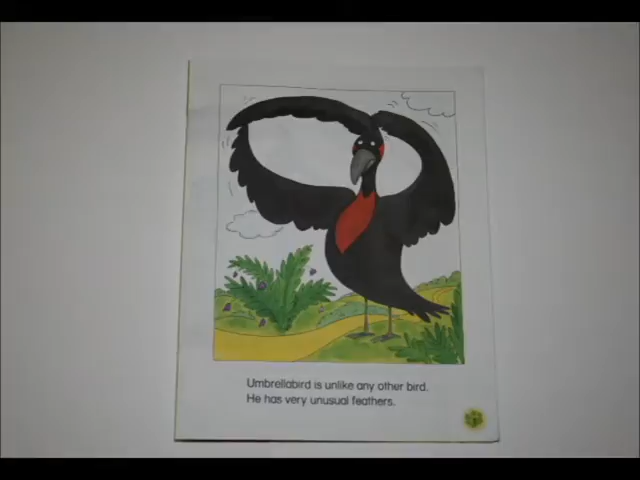 Umbrellabird is unlike any other bird.
He has very unusual feathers.